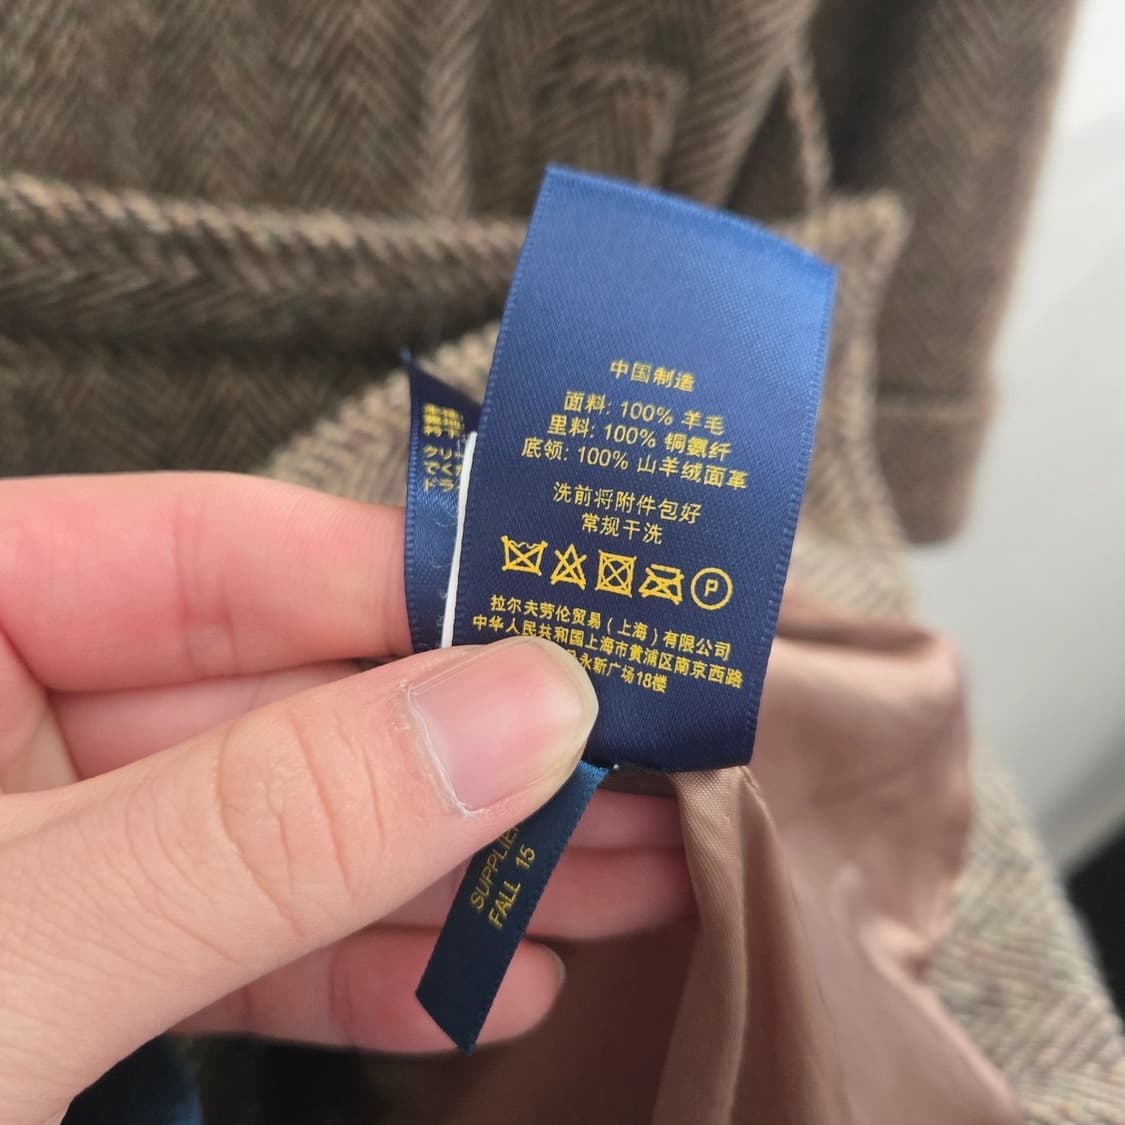 中国制造
面料: 100% 羊毛
里料: 100% 铜氨纤
底领: 100% 山羊绒面革
洗前将附件包好
常规干洗
P
拉尔夫劳伦贸易（上海）有限公司
中华人民共和国上海市黄浦区南京西路
永新广场18楼
FALL 15